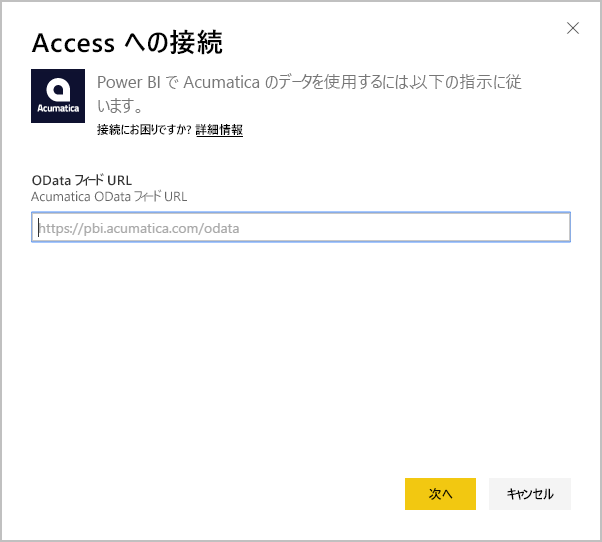 Access への接続
Acumatica
Power BI で Acumatica のデータを使用するには、以下の指示に従
います。
接続にお困りですか? 詳細情報
OData フィード URL
Acumatica OData フィード URL
https://pbi.acumatica.com/odata
次へ
キャンセル